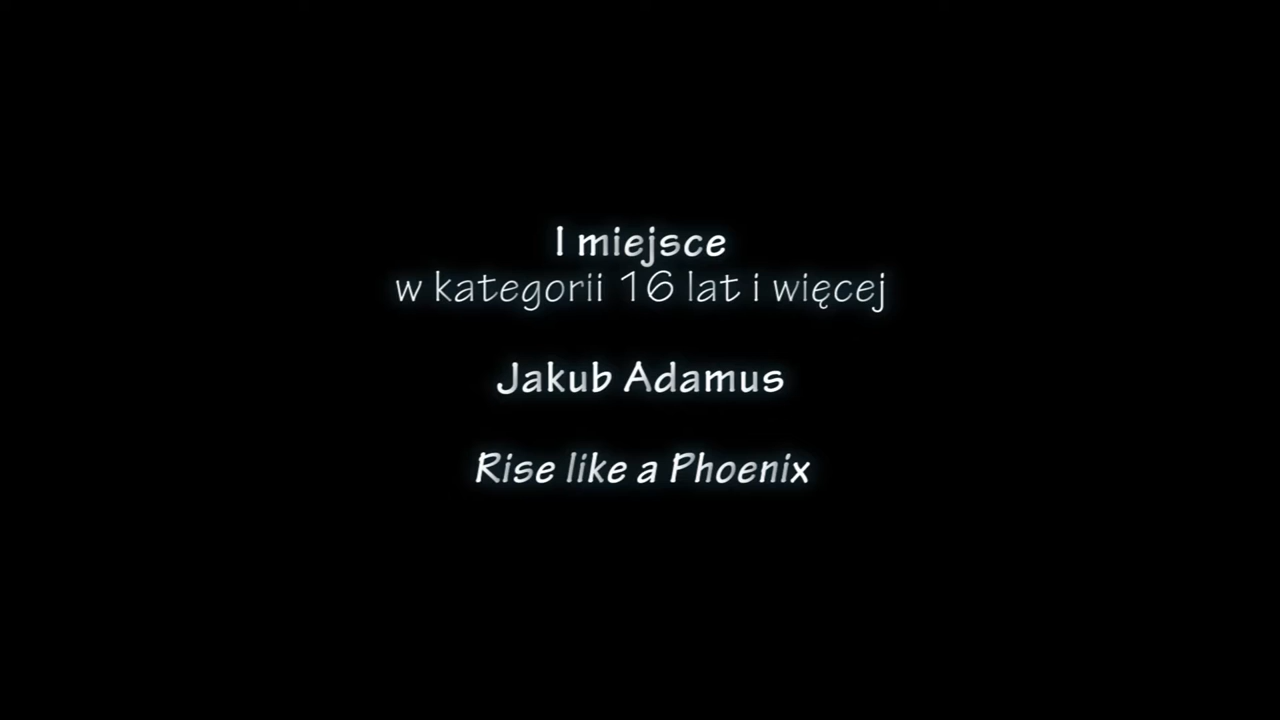 I miejsce
w kategorii 16 lat i więcej
Jakub Adamus
Rise like a Phoenix